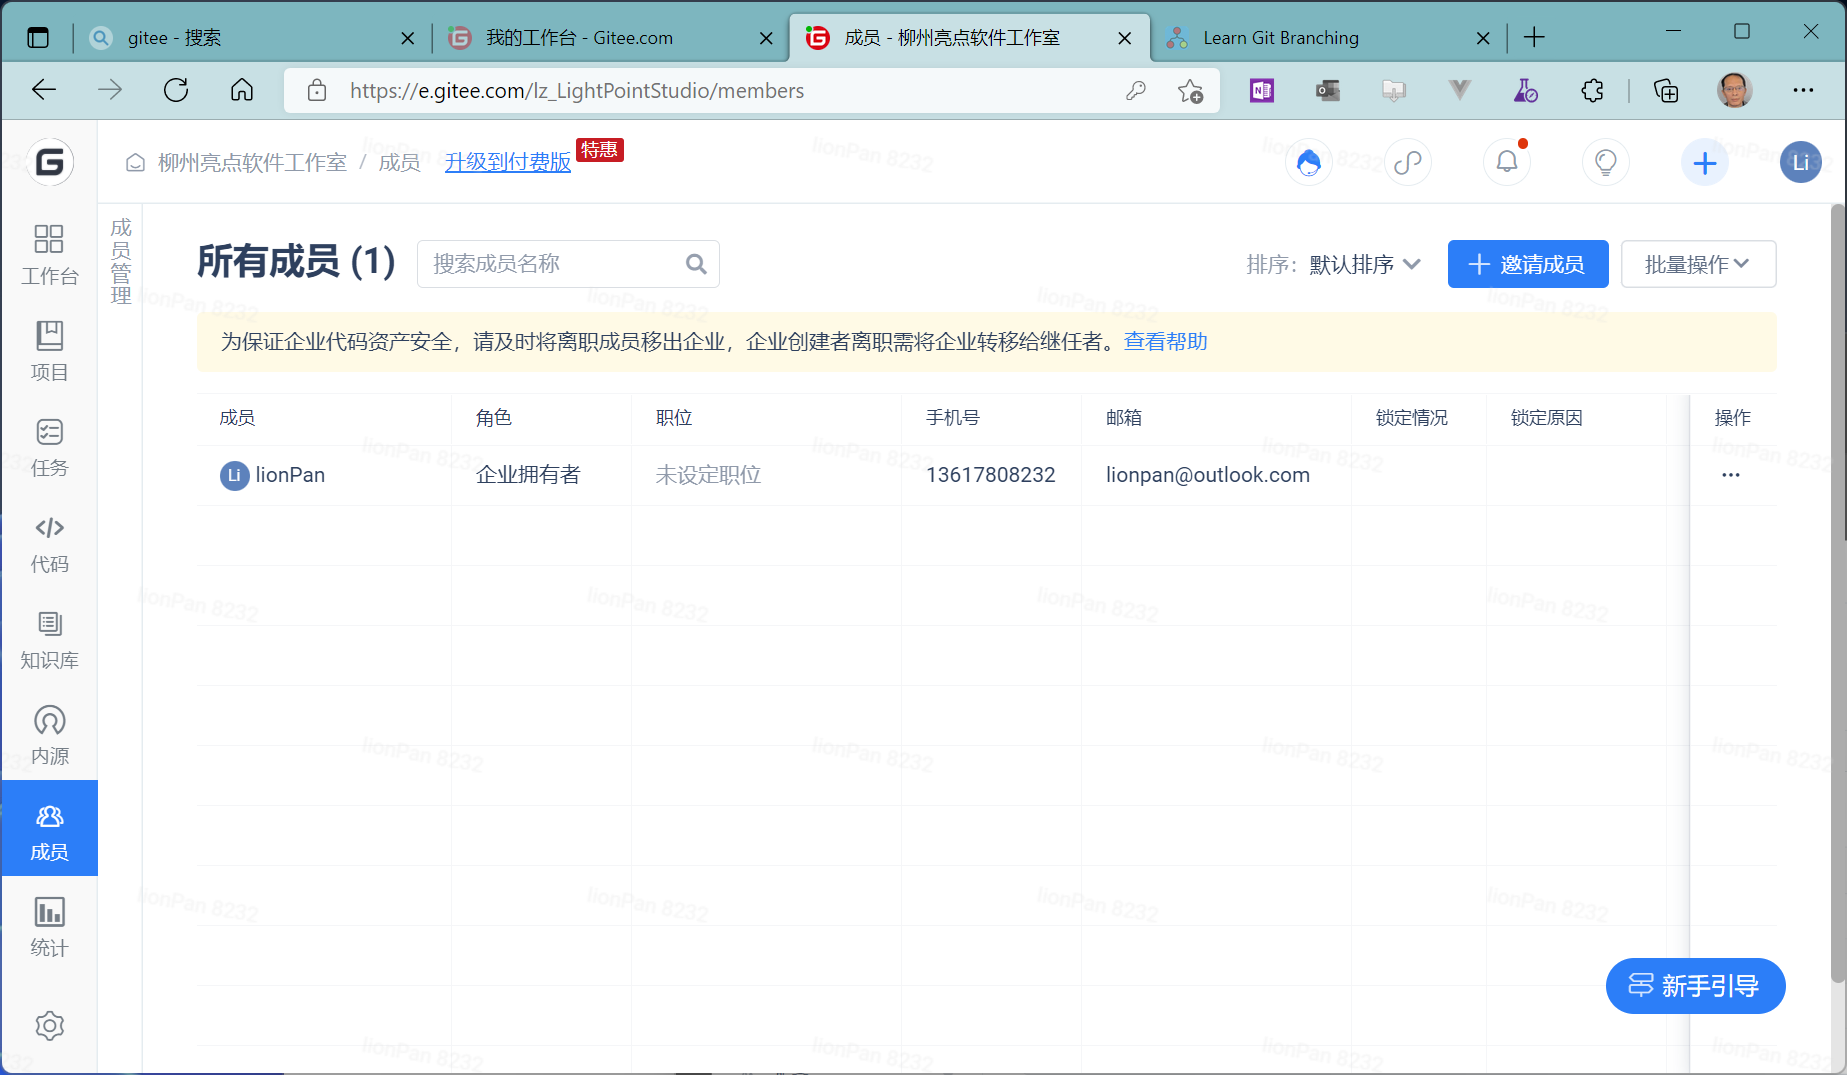 gitee - 搜索
我的工作台 - Gitee.com
成员 - 柳州亮点软件工作室
Learn Git Branching
https://e.gitee.com/lz_LightPointStudio/members
柳州亮点软件工作室 / 成员 升级到付费版 特惠
Li
工作台
项目
任务
代码
知识库
内源
成员
统计
成员管理
所有成员 (1)
搜索成员名称
排序: 默认排序
邀请成员
批量操作
为保证企业代码资产安全，请及时将离职成员移出企业，企业创建者离职需将企业转移给继任者。查看帮助
成员 角色 职位 手机号 邮箱 锁定情况 锁定原因 操作
Li lionPan 企业拥有者 未设定职位 13617808232 lionpan@outlook.com ···
新手引导
lionPan 8232